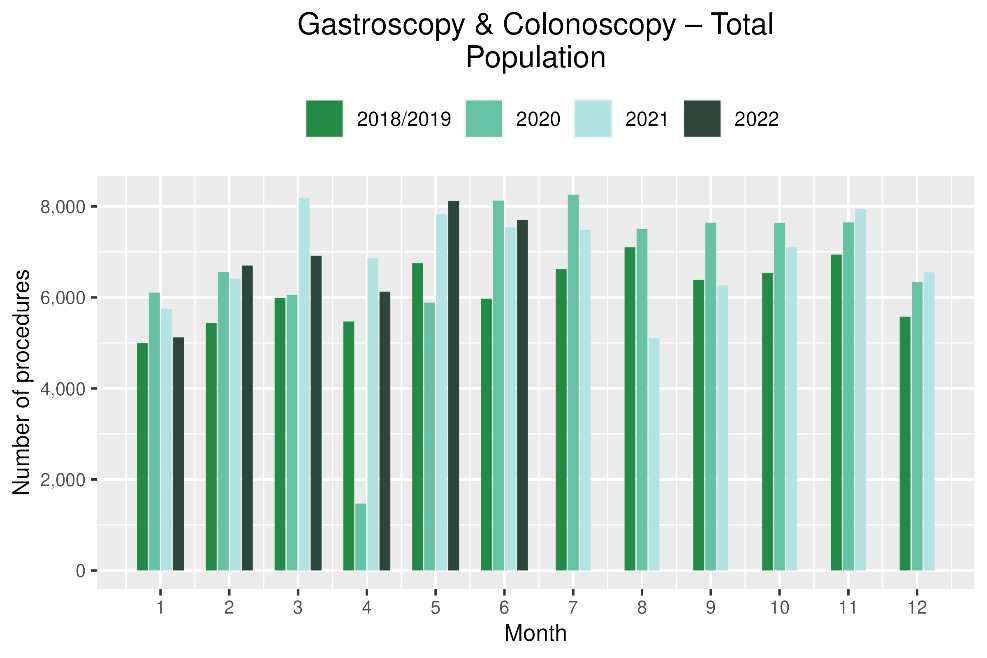 Gastroscopy & Colonoscopy – Total
Population
2018/2019 2020 2021 2022
Number of procedures
8,000
6,000
4,000
2,000
0
1 2 3 4 5 6 7 8 9 10 11 12
Month